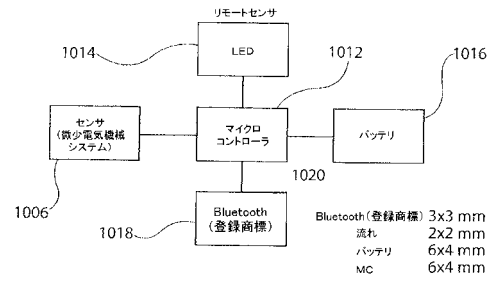 リモートセンサ
1014
LED
1012
1016
センサ
(微少電気機械
システム)
マイクロ
コントローラ
バッテリ
1006
1020
1018
Bluetooth
(登録商標)
Bluetooth(登録商標) 3x3 mm
流れ 2x2 mm
バッテリ 6x4 mm
MC 6x4 mm